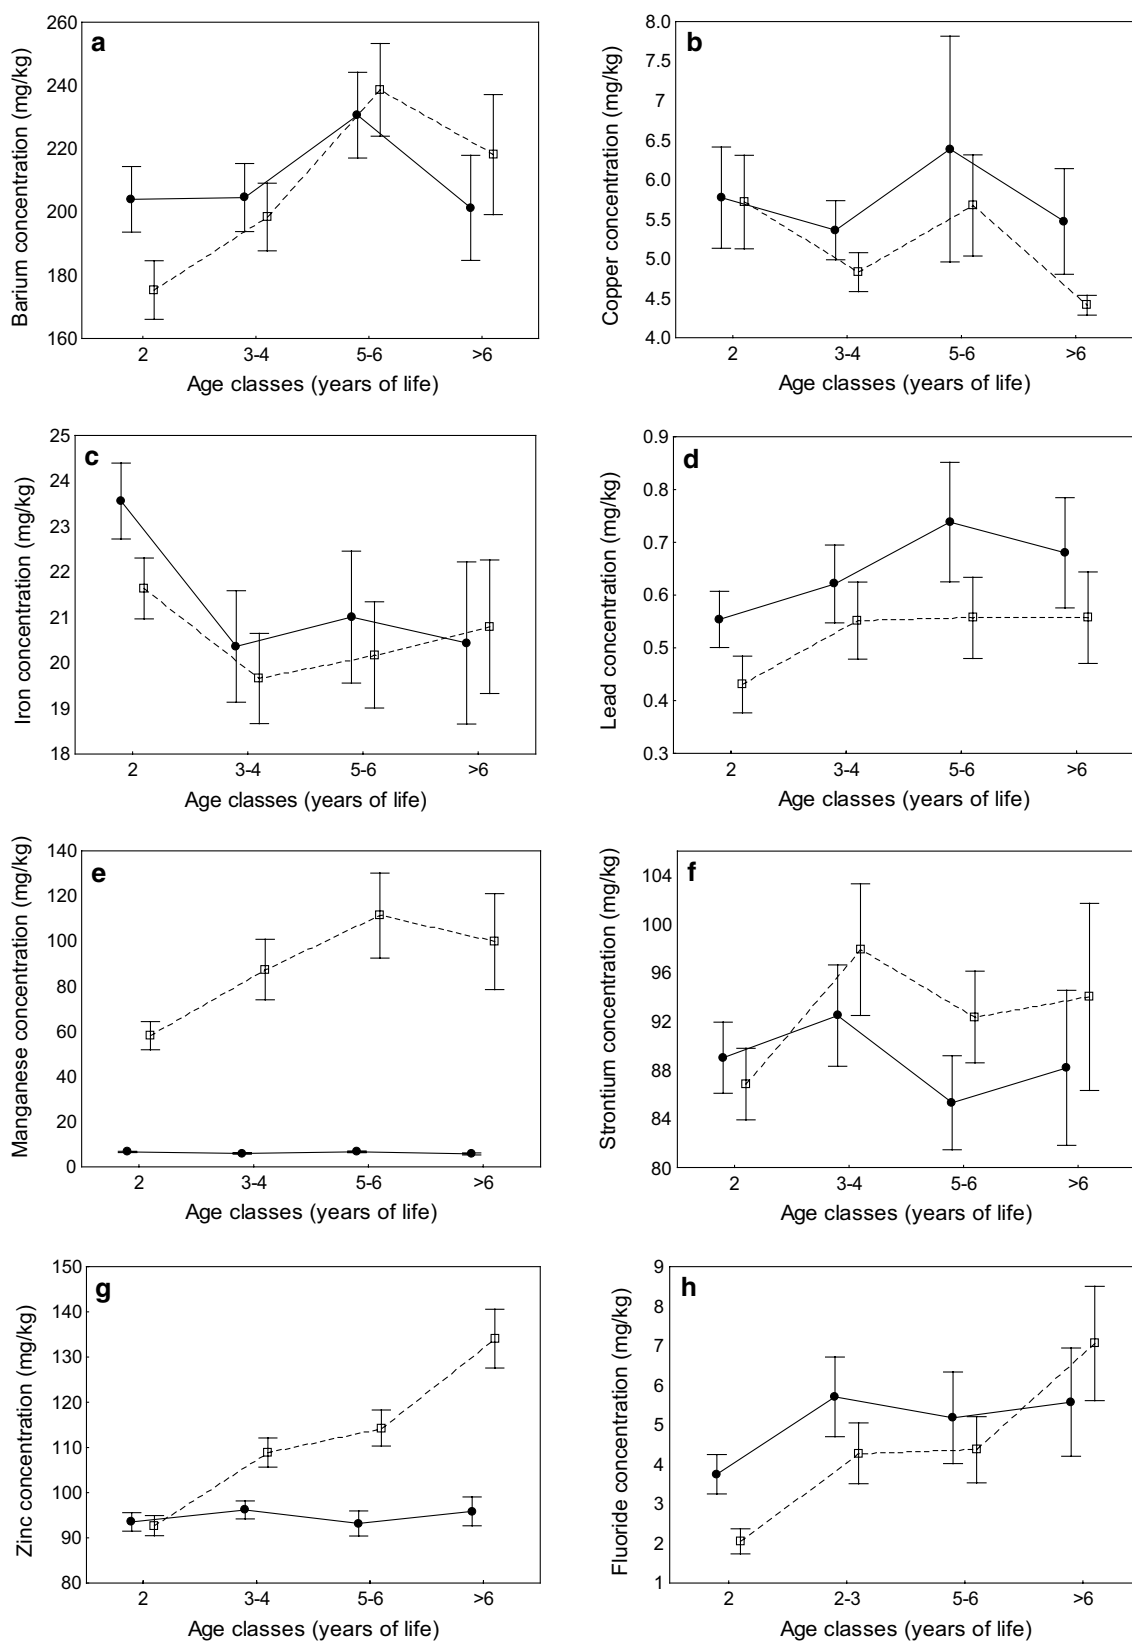 a
Barium concentration (mg/kg)
260
240
220
200
180
160
2 3-4 5-6 >6
Age classes (years of life)
b
Copper concentration (mg/kg)
8.0
7.5
7
6.5
6.0
5.5
5.0
4.5
4.0
2 3-4 5-6 >6
Age classes (years of life)
c
Iron concentration (mg/kg)
25
24
23
22
21
20
19
18
2 3-4 5-6 >6
Age classes (years of life)
d
Lead concentration (mg/kg)
0.9
0.8
0.7
0.6
0.5
0.4
0.3
2 3-4 5-6 >6
Age classes (years of life)
e
Manganese concentration (mg/kg)
140
120
100
80
60
40
20
0
2 3-4 5-6 >6
Age classes (years of life)
f
Strontium concentration (mg/kg)
104
100
96
92
88
84
80
2 3-4 5-6 >6
Age classes (years of life)
g
Zinc concentration (mg/kg)
150
140
130
120
110
100
90
80
2 3-4 5-6 >6
Age classes (years of life)
h
Fluoride concentration (mg/kg)
9
8
7
6
5
4
3
2
1
2 2-3 5-6 >6
Age classes (years of life)